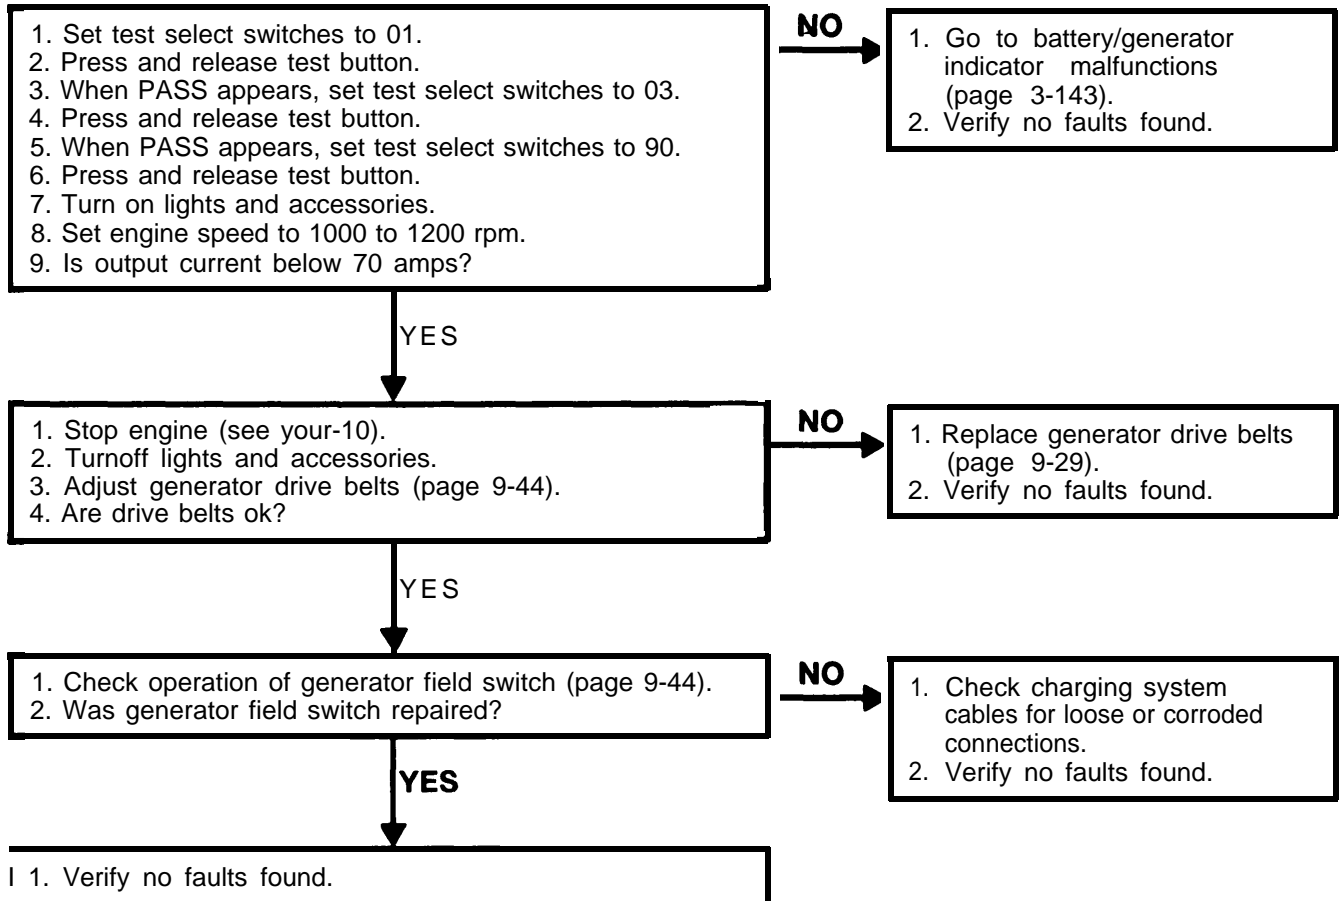 1. Set test select switches to 01.
2. Press and release test button.
3. When PASS appears, set test select switches to 03.
4. Press and release test button.
5. When PASS appears, set test select switches to 90.
6. Press and release test button.
7. Turn on lights and accessories.
8. Set engine speed to 1000 to 1200 rpm.
9. Is output current below 70 amps?
NO
1. Go to battery/generator
indicator malfunctions
(page 3-143).
2. Verify no faults found.
YES
1. Stop engine (see your-10).
2. Turnoff lights and accessories.
3. Adjust generator drive belts (page 9-44).
4. Are drive belts ok?
NO
1. Replace generator drive belts
(page 9-29).
2. Verify no faults found.
YES
1. Check operation of generator field switch (page 9-44).
2. Was generator field switch repaired?
NO
1. Check charging system
cables for loose or corroded
connections.
2. Verify no faults found.
YES
I 1. Verify no faults found.